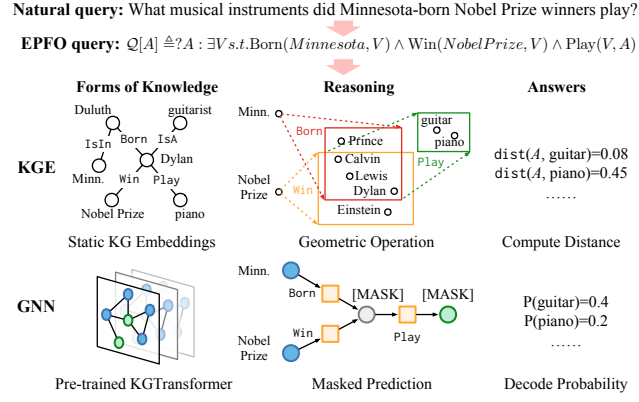 Natural query: What musical instruments did Minnesota-born Nobel Prize winners play?
EPFO query: 𝒬[A] ≜?A : ∃V s.t.Born(Minnesota, V) ∧ Win(NobelPrize, V) ∧ Play(V, A)
Forms of Knowledge Reasoning Answers
KGE
Duluth guitarist
IsIn Born IsA
Dylan
Minn. Win Play
Nobel Prize piano
Static KG Embeddings
Minn.
Born
Prince
Calvin
Lewis
Dylan
Nobel
Prize
Win
Einstein
guitar
piano
Play
Geometric Operation
dist(A, guitar)=0.08
dist(A, piano)=0.45
……
Compute Distance
GNN
Pre-trained KGTransformer
Minn.
Born
[MASK] [MASK]
Nobel
Prize
Win
Play
Masked Prediction
P(guitar)=0.4
P(piano)=0.2
……
Decode Probability